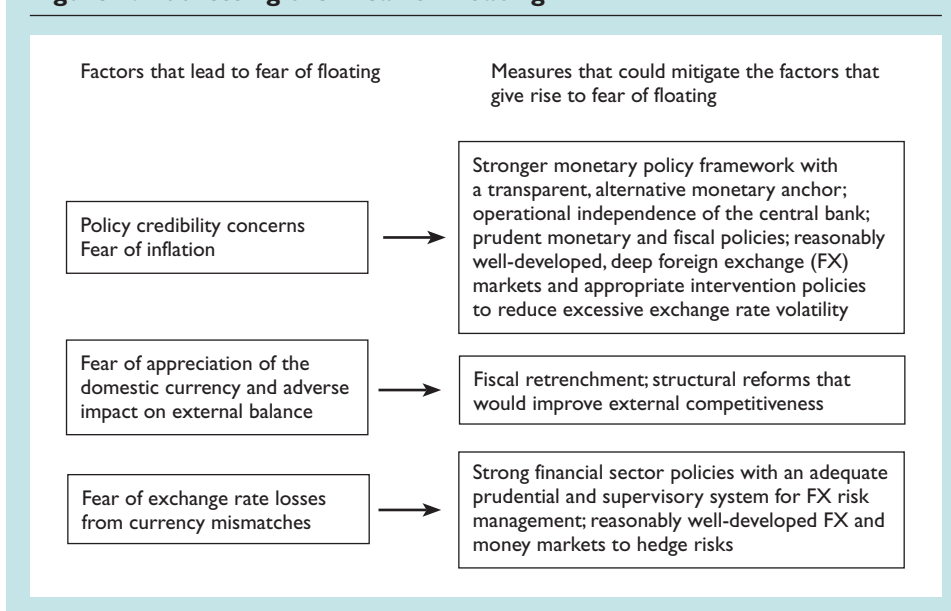 Factors that lead to fear of floating
Measures that could mitigate the factors that
give rise to fear of floating
Policy credibility concerns
Fear of inflation
Stronger monetary policy framework with
a transparent, alternative monetary anchor;
operational independence of the central bank;
prudent monetary and fiscal policies; reasonably
well-developed, deep foreign exchange (FX)
markets and appropriate intervention policies
to reduce excessive exchange rate volatility
Fear of appreciation of the
domestic currency and adverse
impact on external balance
Fiscal retrenchment; structural reforms that
would improve external competitiveness
Fear of exchange rate losses
from currency mismatches
Strong financial sector policies with an adequate
prudential and supervisory system for FX risk
management; reasonably well-developed FX and
money markets to hedge risks